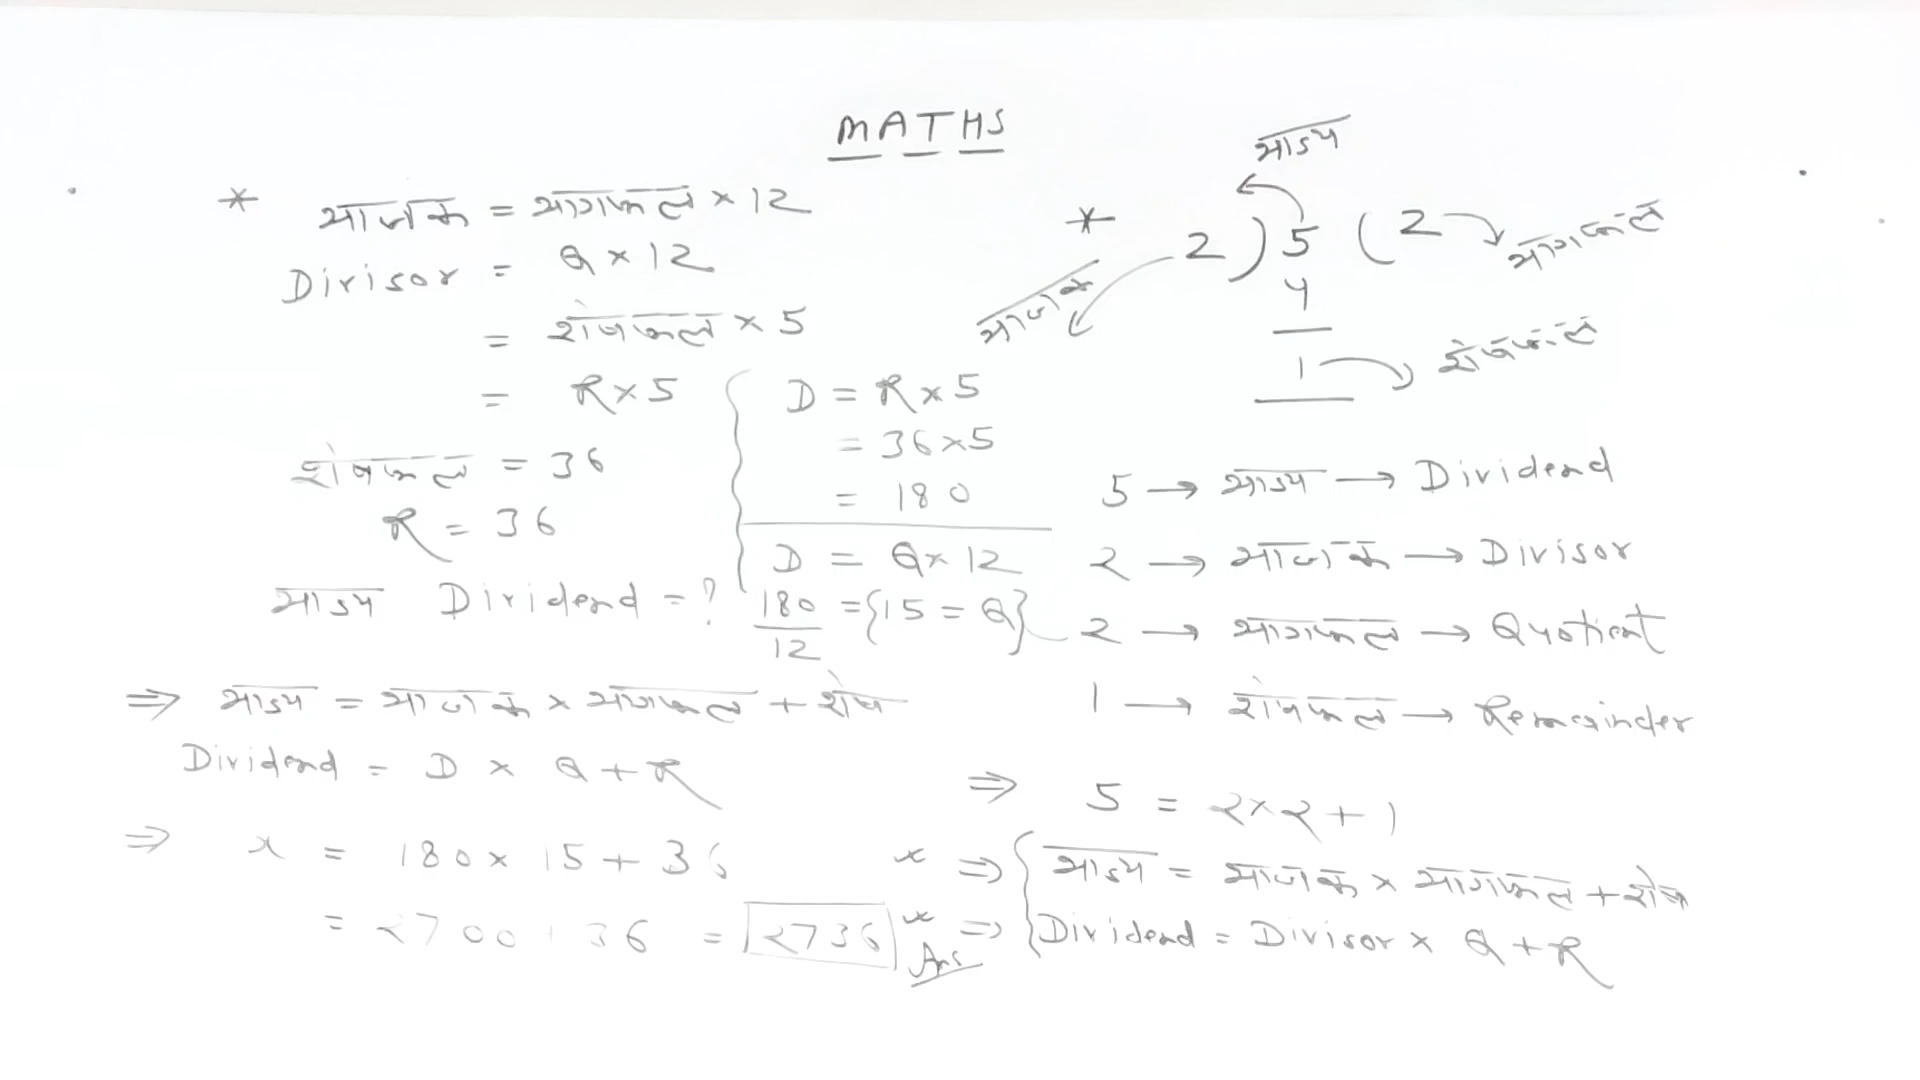 MATHS
* भाजक = भागफल × 12
Divisor = Q × 12
= शेषफल × 5
= R × 5
शेषफल = 36
R = 36
भाज्य Dividend = ?
D = R × 5
= 36 × 5
= 180
D = Q × 12
180/12 = {15 = Q}
⇒ भाज्य = भाजक × भागफल + शेष
Dividend = D × Q + R
⇒ x = 180 × 15 + 36
= 2700 + 36 = 2736 Ans
भाज्य
* 2 ) 5 ( 2 भागफल
भाजक
4
1 शेषफल
5 → भाज्य → Dividend
2 → भाजक → Divisor
2 → भागफल → Quotient
1 → शेषफल → Remainder
⇒ 5 = 2 × 2 + 1
× ⇒ { भाज्य = भाजक × भागफल + शेष
× ⇒ { Dividend = Divisor × Q + R